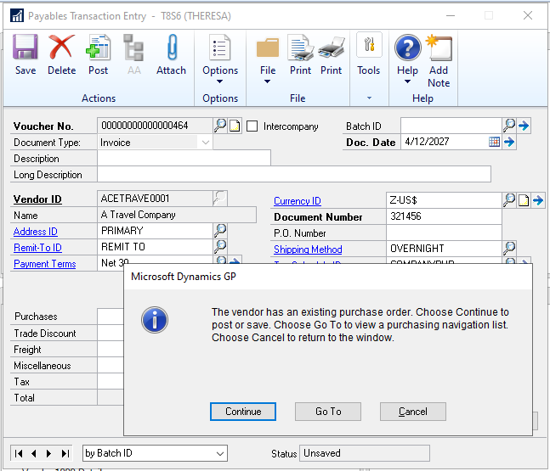 Payables Transaction Entry - T8S6 (THERESA)
Save Delete Post AA Attach Options File Print Print Tools Help Add Note
Actions Options File Help
Voucher No. 00000000000000464 Intercompany Batch ID
Document Type: Invoice Doc. Date 4/12/2027
Description
Long Description
Vendor ID ACETRAVE0001 Currency ID Z-US$
Name A Travel Company Document Number 321456
Address ID PRIMARY P.O. Number
Remit-To ID REMIT TO Shipping Method OVERNIGHT
Payment Terms Net 30
Microsoft Dynamics GP
The vendor has an existing purchase order. Choose Continue to
post or save. Choose Go To to view a purchasing navigation list.
Choose Cancel to return to the window.
Continue Go To Cancel
Purchases
Trade Discount
Freight
Miscellaneous
Tax
Total
by Batch ID Status Unsaved